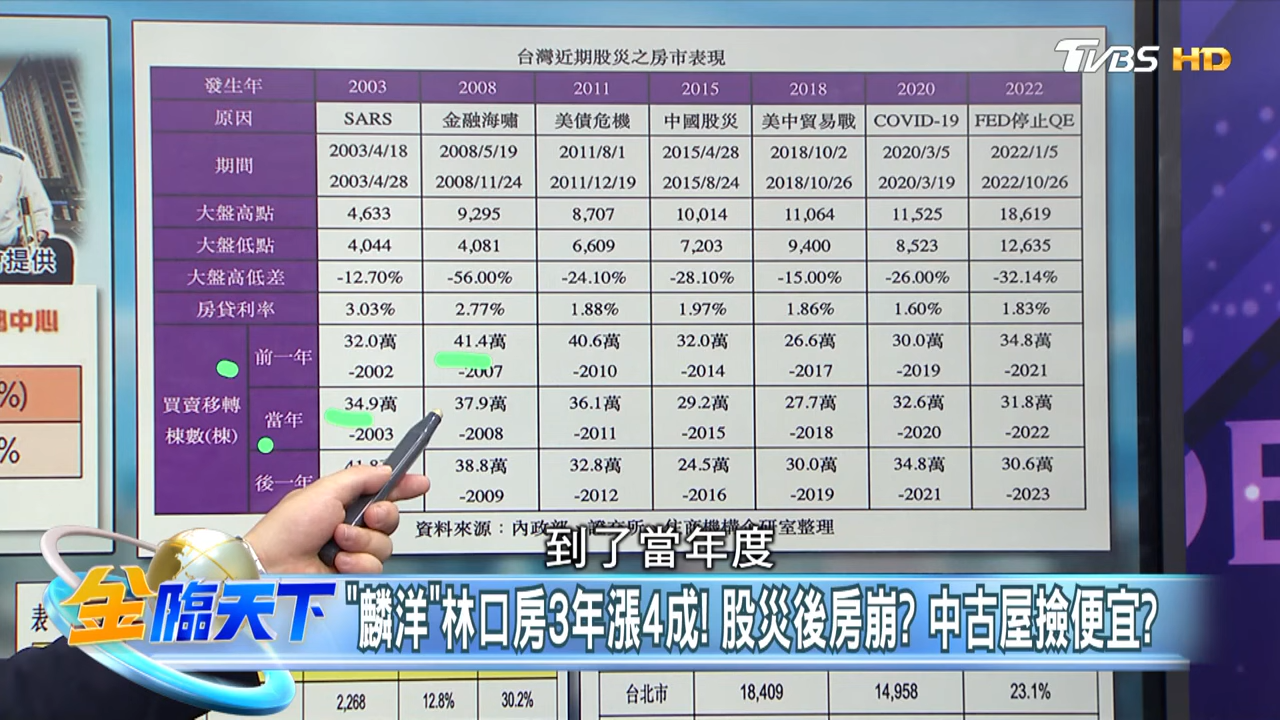 TVBS HD
台灣近期股災之房市表現
發生年 2003 2008 2011 2015 2018 2020 2022
原因 SARS 金融海嘯 美債危機 中國股災 美中貿易戰 COVID-19 FED停止QE
期間 2003/4/18 2008/5/19 2011/8/1 2015/4/28 2018/10/2 2020/3/5 2022/1/5
2003/4/28 2008/11/24 2011/12/19 2015/8/24 2018/10/26 2020/3/19 2022/10/26
大盤高點 4,633 9,295 8,707 10,014 11,064 11,525 18,619
大盤低點 4,044 4,081 6,609 7,203 9,400 8,523 12,635
大盤高低差 -12.70% -56.00% -24.10% -28.10% -15.00% -26.00% -32.14%
房貸利率 3.03% 2.77% 1.88% 1.97% 1.86% 1.60% 1.83%
買賣移轉
棟數(棟)
前一年 32.0萬 41.4萬 40.6萬 32.0萬 26.6萬 30.0萬 34.8萬
-2002 -2007 -2010 -2014 -2017 -2019 -2021
當年 34.9萬 37.9萬 36.1萬 29.2萬 27.7萬 32.6萬 31.8萬
-2003 -2008 -2011 -2015 -2018 -2020 -2022
後一年 38.8萬 32.8萬 24.5萬 30.0萬 34.8萬 30.6萬
-2009 -2012 -2016 -2019 -2021 -2023
資料來源：內政部
住商機構企研室整理
提供
中心
%)
%
到了當年度
金臨天下
"麟洋"林口房3年漲4成! 股災後房崩? 中古屋撿便宜?
表
2,268 12.8% 30.2%
台北市 18,409 14,958 23.1%